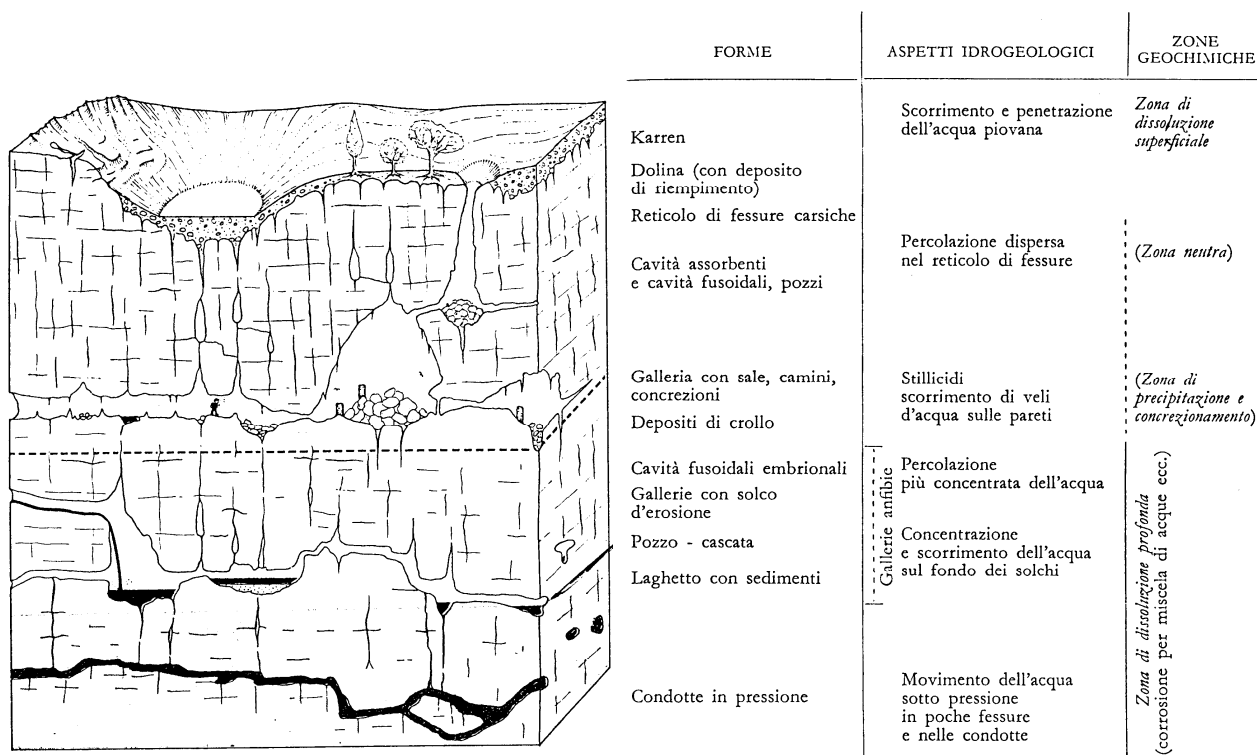 FORME
ASPETTI IDROGEOLOGICI
ZONE
GEOCHIMICHE
Karren
Dolina (con deposito
di riempimento)
Reticolo di fessure carsiche
Cavità assorbenti
e cavità fusoidali, pozzi
Galleria con sale, camini,
concrezioni
Depositi di crollo
Cavità fusoidali embrionali
Gallerie con solco
d'erosione
Pozzo - cascata
Laghetto con sedimenti
Condotte in pressione
Scorrimento e penetrazione
dell'acqua piovana
Percolazione dispersa
nel reticolo di fessure
Stillicidi
scorrimento di veli
d'acqua sulle pareti
Gallerie anfibie
Percolazione
più concentrata dell'acqua
Concentrazione
e scorrimento dell'acqua
sul fondo dei solchi
Movimento dell'acqua
sotto pressione
in poche fessure
e nelle condotte
Zona di
dissoluzione
superficiale
(Zona neutra)
(Zona di
precipitazione e
concrezionamento)
Zona di dissoluzione profonda
(corrosione per miscela di acque ecc.)